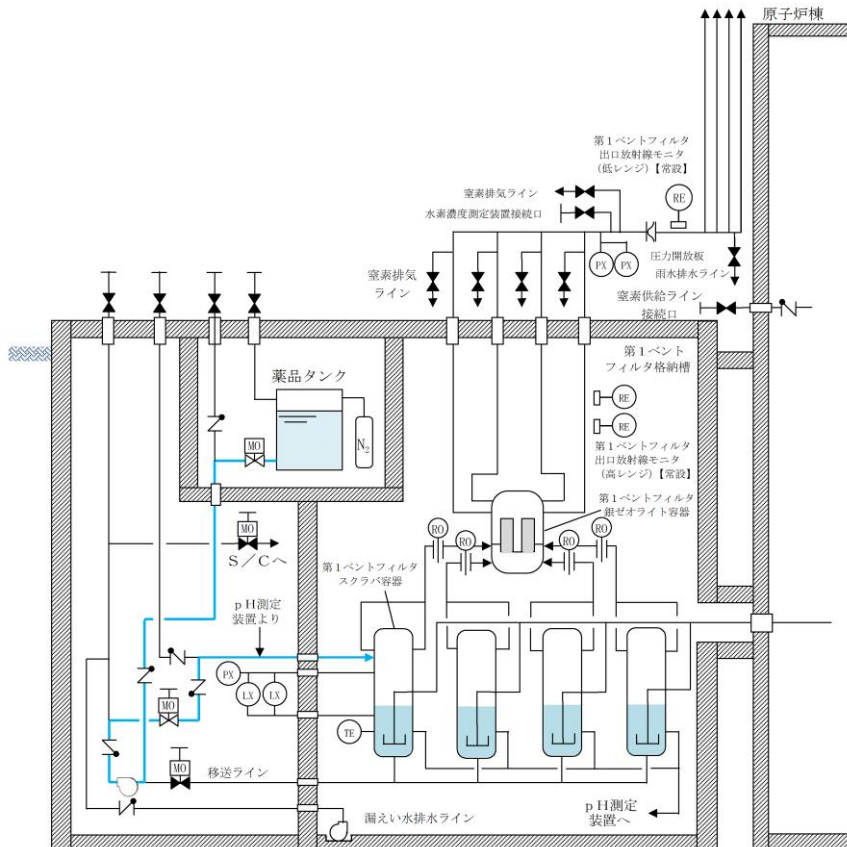 原子炉棟
第1ベントフィルタ
出口放射線モニタ
(低レンジ)【常設】
RE
窒素排気ライン
水素濃度測定装置接続口
PX
PX
圧力開放板
雨水排水ライン
窒素排気
ライン
窒素供給ライン
接続口
第1ベント
フィルタ格納槽
RE
RE
第1ベントフィルタ
出口放射線モニタ
(高レンジ)【常設】
薬品タンク
MO
N2
第1ベントフィルタ
銀ゼオライト容器
RO
RO
RO
RO
MO
S/Cへ
第1ベントフィルタ
スクラバ容器
pH測定
装置より
PX
LX
LX
MO
TE
MO
移送ライン
漏えい水排水ライン
pH測定
装置へ